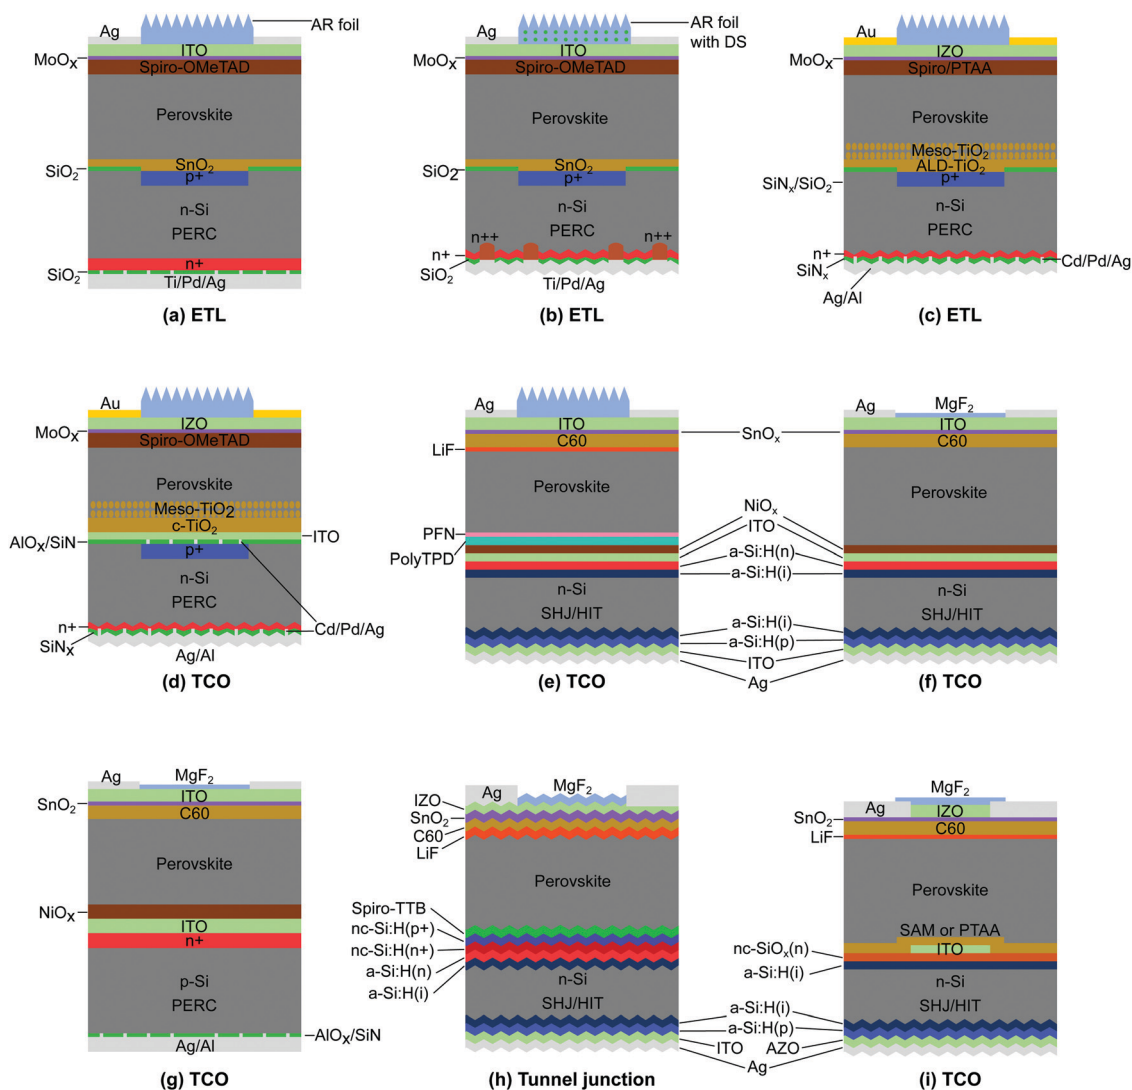 Ag
AR foil
ITO
MoOₓ
Spiro-OMeTAD
Perovskite
SnO₂
SiO₂
p+
n-Si
PERC
n+
SiO₂
Ti/Pd/Ag
(a) ETL
Ag
AR foil
with DS
ITO
MoOₓ
Spiro-OMeTAD
Perovskite
SnO₂
SiO₂
p+
n-Si
PERC
n++
n++
n+
SiO₂
Ti/Pd/Ag
(b) ETL
Au
IZO
MoOₓ
Spiro/PTAA
Perovskite
Meso-TiO₂
ALD-TiO₂
p+
SiNₓ/SiO₂
n-Si
PERC
n+
SiNₓ
Cd/Pd/Ag
Ag/Al
(c) ETL
Au
IZO
MoOₓ
Spiro-OMeTAD
Perovskite
Meso-TiO₂
c-TiO₂
ITO
AlOₓ/SiN
p+
n-Si
PERC
n+
Cd/Pd/Ag
SiNₓ
Ag/Al
(d) TCO
Ag
ITO
SnOₓ
C60
LiF
Perovskite
PFN
PolyTPD
NiOₓ
ITO
a-Si:H(n)
a-Si:H(i)
n-Si
SHJ/HIT
a-Si:H(i)
a-Si:H(p)
ITO
Ag
(e) TCO
Ag
MgF₂
ITO
C60
Perovskite
n-Si
SHJ/HIT
(f) TCO
Ag
MgF₂
ITO
SnO₂
C60
Perovskite
NiOₓ
ITO
n+
p-Si
PERC
AlOₓ/SiN
Ag/Al
(g) TCO
MgF₂
Ag
IZO
SnO₂
C60
LiF
Perovskite
Spiro-TTB
nc-Si:H(p+)
nc-Si:H(n+)
a-Si:H(n)
a-Si:H(i)
n-Si
SHJ/HIT
a-Si:H(i)
a-Si:H(p)
ITO
AZO
Ag
(h) Tunnel junction
MgF₂
Ag
IZO
SnO₂
C60
LiF
Perovskite
SAM or PTAA
ITO
nc-SiOₓ(n)
a-Si:H(i)
n-Si
SHJ/HIT
(i) TCO